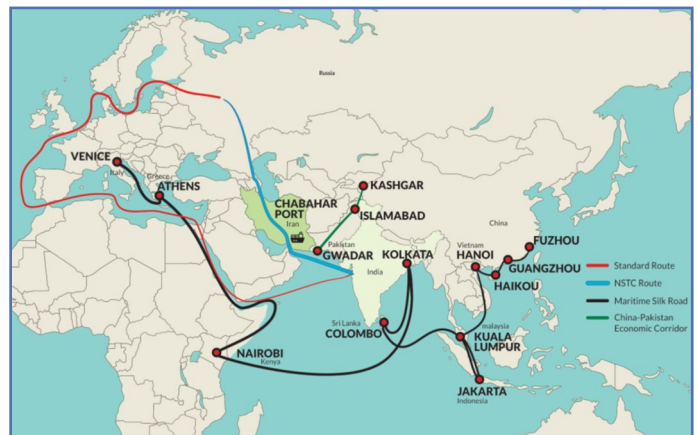 Russia
VENICE
Italy
Greece
ATHENS
KASHGAR
CHABAHAR
PORT
Iran
ISLAMABAD
China
Pakistan
GWADAR
KOLKATA
India
Vietnam
HANOI
FUZHOU
GUANGZHOU
HAIKOU
Sri Lanka
COLOMBO
malaysia
KUALA
LUMPUR
NAIROBI
Kenya
JAKARTA
Indonesia
Standard Route
NSTC Route
Maritime Silk Road
China-Pakistan
Economic Corridor